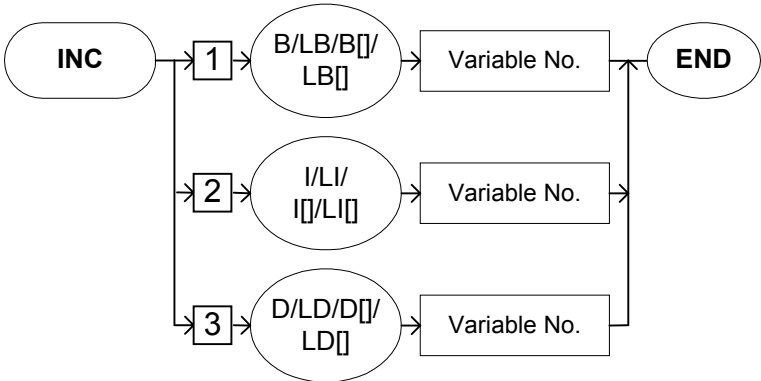 INC
1
B/LB/B[]/
LB[]
Variable No.
END
2
I/LI/
I[]/LI[]
Variable No.
3
D/LD/D[]/
LD[]
Variable No.